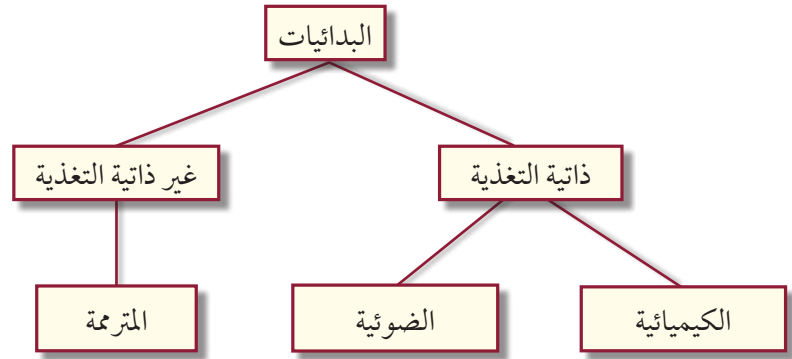 البدائيات
ذاتية التغذية
غير ذاتية التغذية
الكيميائية
الضوئية
المترممة